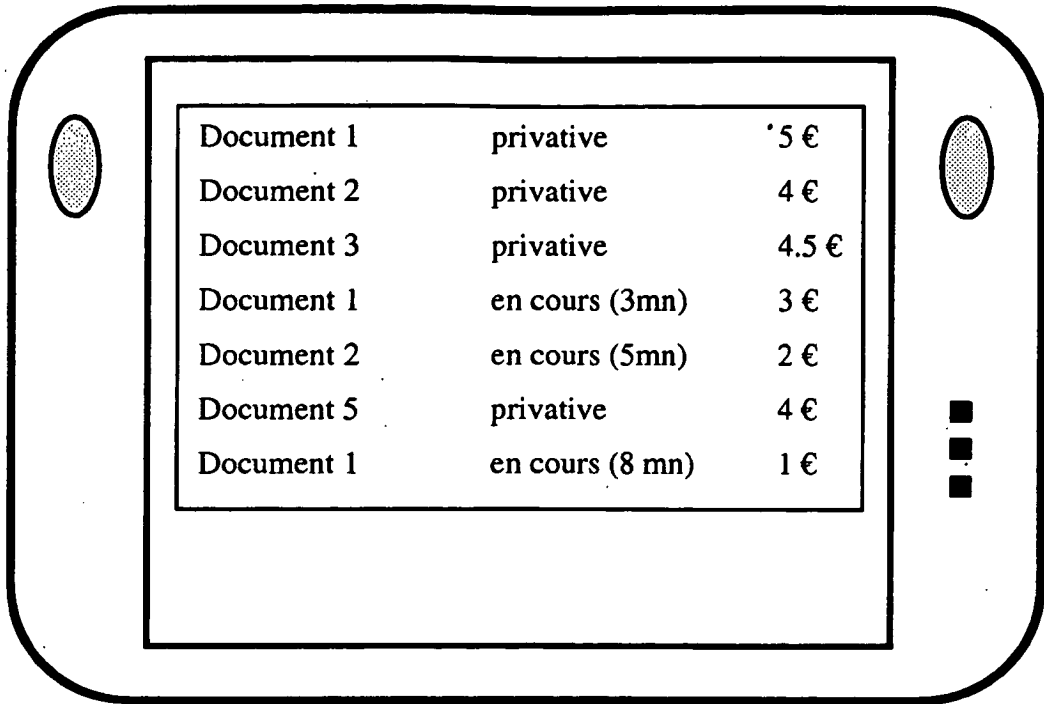 Document 1 privative 5 €
Document 2 privative 4 €
Document 3 privative 4.5 €
Document 1 en cours (3mn) 3 €
Document 2 en cours (5mn) 2 €
Document 5 privative 4 €
Document 1 en cours (8 mn) 1 €